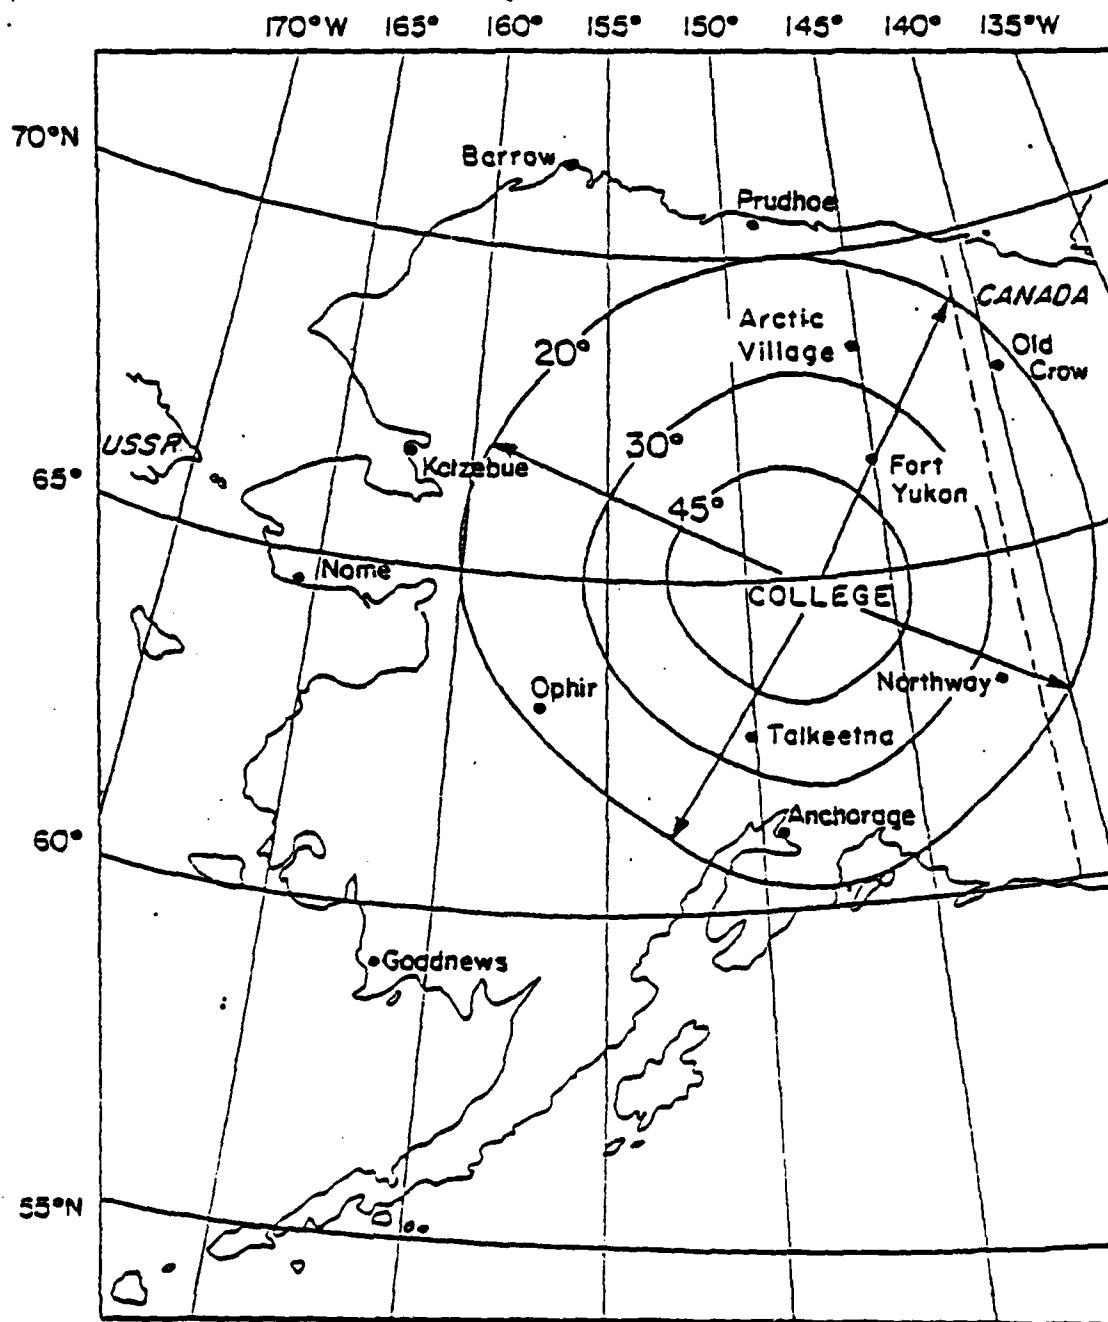 170°W 165° 160° 155° 150° 145° 140° 135°W
70°N
Barrow
Prudhoe
CANADA
Arctic
Village
20°
Old
Crow
USSR
30°
Kotzebue
Fort
Yukon
65°
45°
Nome
COLLEGE
Ophir
Northway
Talkeetna
Anchorage
60°
Goodnews
55°N